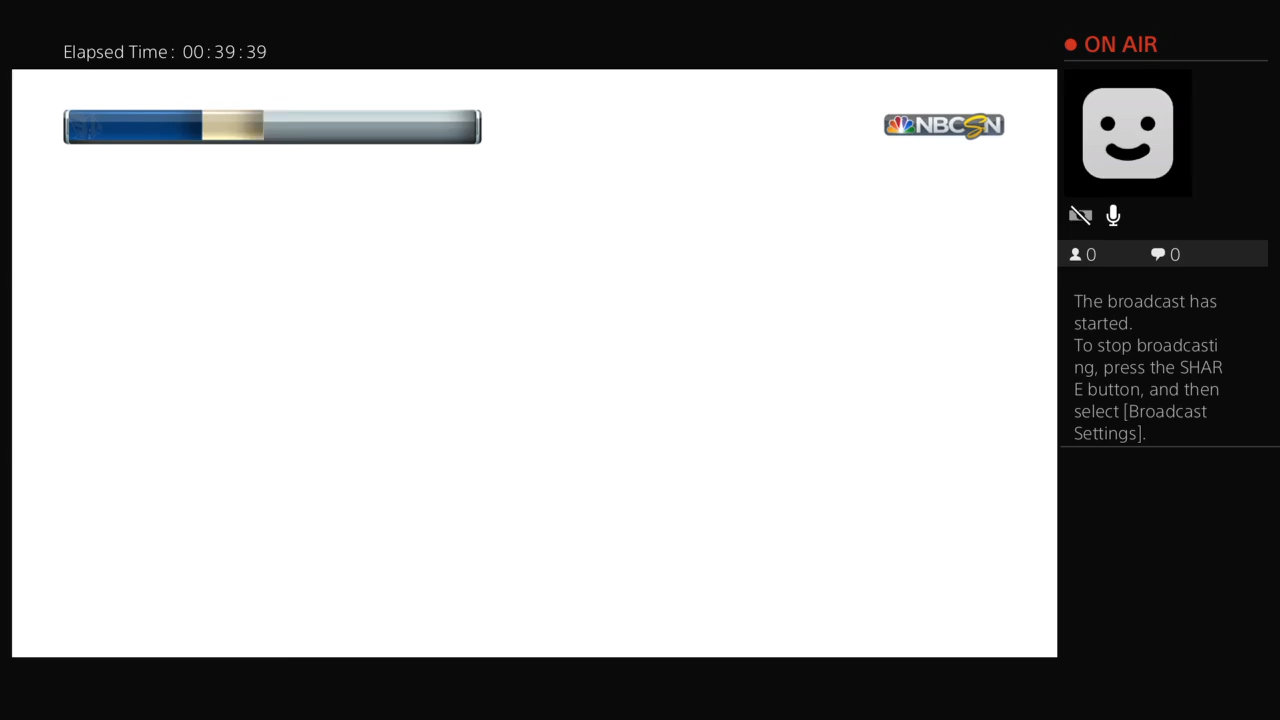 Elapsed Time: 00:39:39
ON AIR
NBCSN
0 0
The broadcast has
started.
To stop broadcasti
ng, press the SHAR
E button, and then
select [Broadcast
Settings].